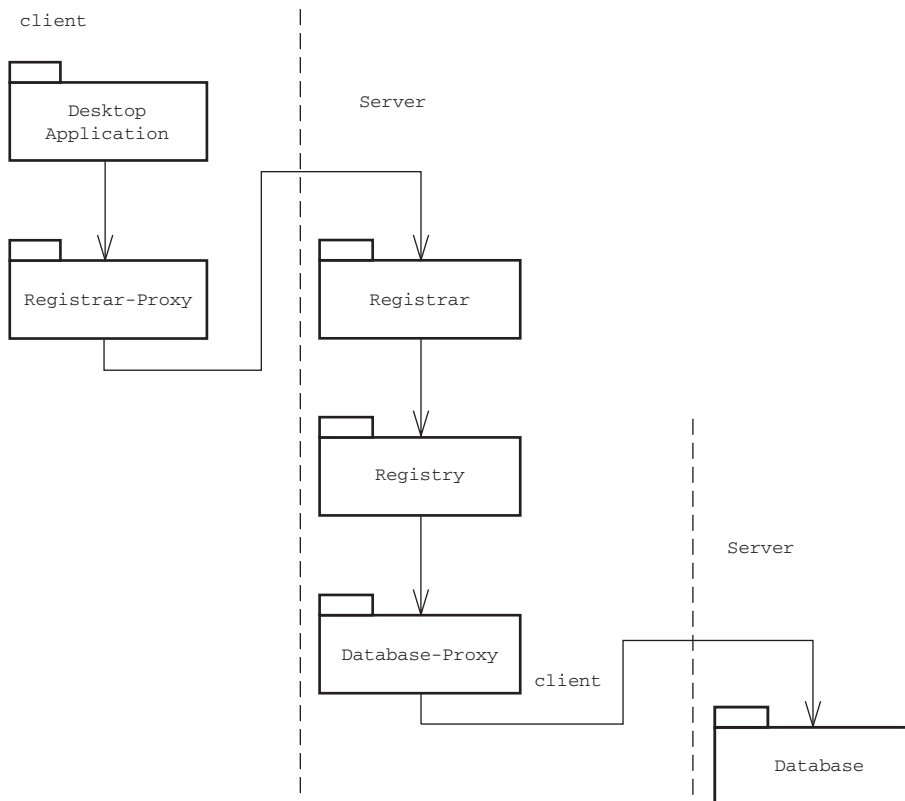 client
Server
Desktop
Application
Registrar-Proxy
Registrar
Registry
Server
Database-Proxy
client
Database